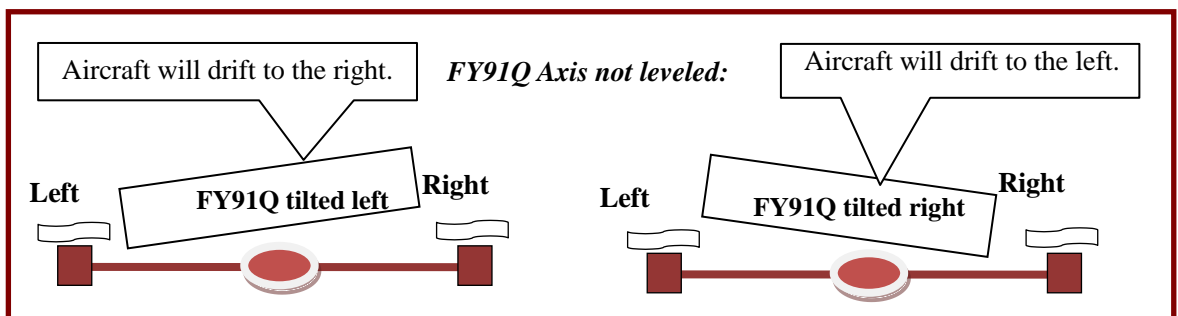 Aircraft will drift to the right.
FY91Q Axis not leveled:
Aircraft will drift to the left.
Left
FY91Q tilted left
Right
Left
FY91Q tilted right
Right